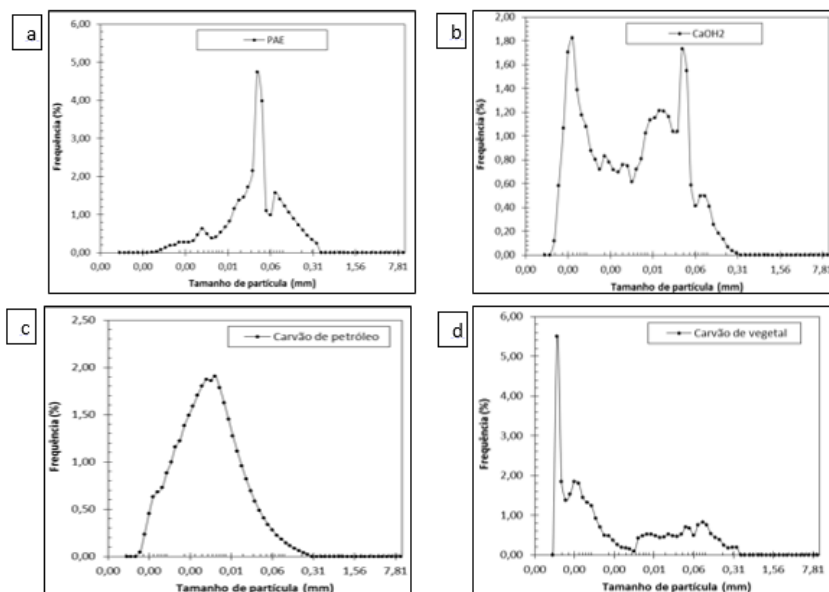 a
PAE
6,00
5,00
4,00
3,00
2,00
1,00
0,00
Frequência (%)
0,00 0,00 0,00 0,01 0,06 0,31 1,56 7,81
Tamanho de partícula (mm)
b
CaOH2
2,00
1,80
1,60
1,40
1,20
1,00
0,80
0,60
0,40
0,20
0,00
Frequência (%)
0,00 0,00 0,00 0,01 0,06 0,31 1,56 7,81
Tamanho de partícula (mm)
c
Carvão de petróleo
2,50
2,00
1,50
1,00
0,50
0,00
Frequência (%)
0,00 0,00 0,00 0,01 0,06 0,31 1,56 7,81
Tamanho de partícula (mm)
d
Carvão de vegetal
6,00
5,00
4,00
3,00
2,00
1,00
0,00
Frequência (%)
0,00 0,00 0,00 0,01 0,06 0,31 1,56 7,81
Tamanho de partícula (mm)